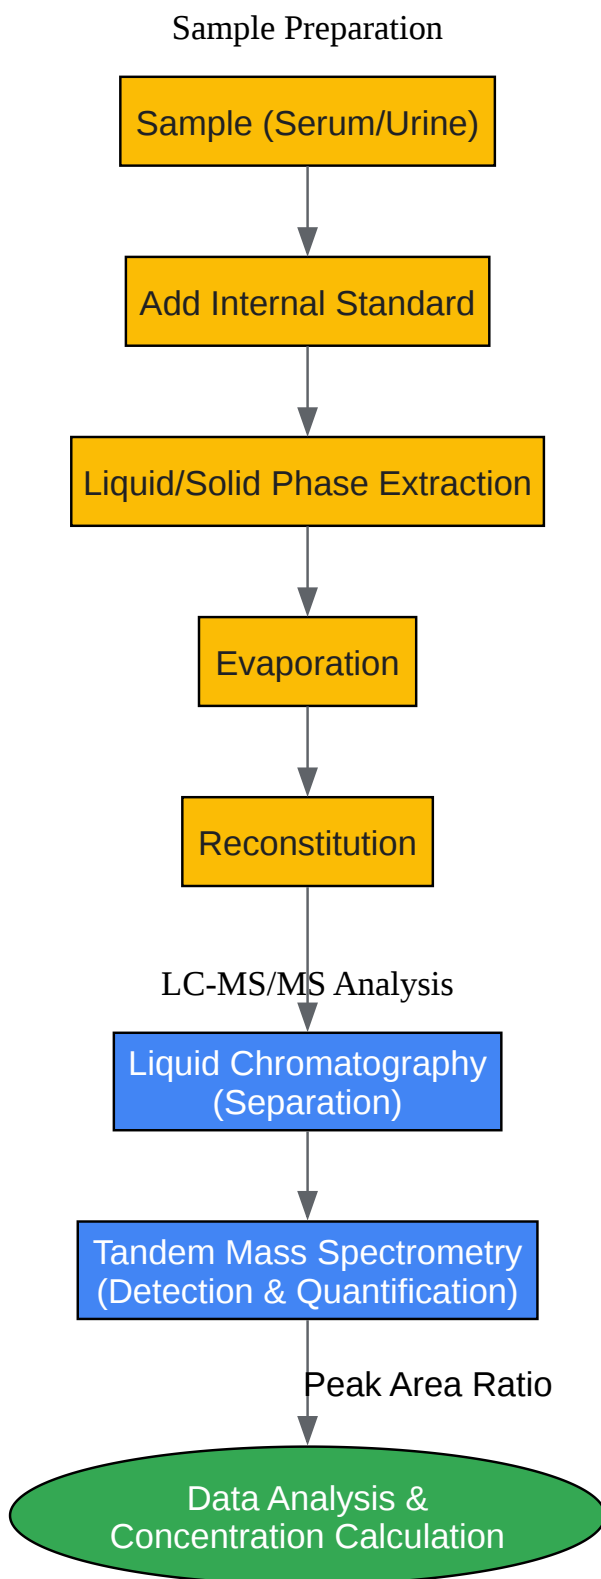 Sample Preparation
Sample (Serum/Urine)
Add Internal Standard
Liquid/Solid Phase Extraction
Evaporation
Reconstitution
LC-MS/MS Analysis
Liquid Chromatography
(Separation)
Tandem Mass Spectrometry
(Detection & Quantification)
Peak Area Ratio
Data Analysis &
Concentration Calculation